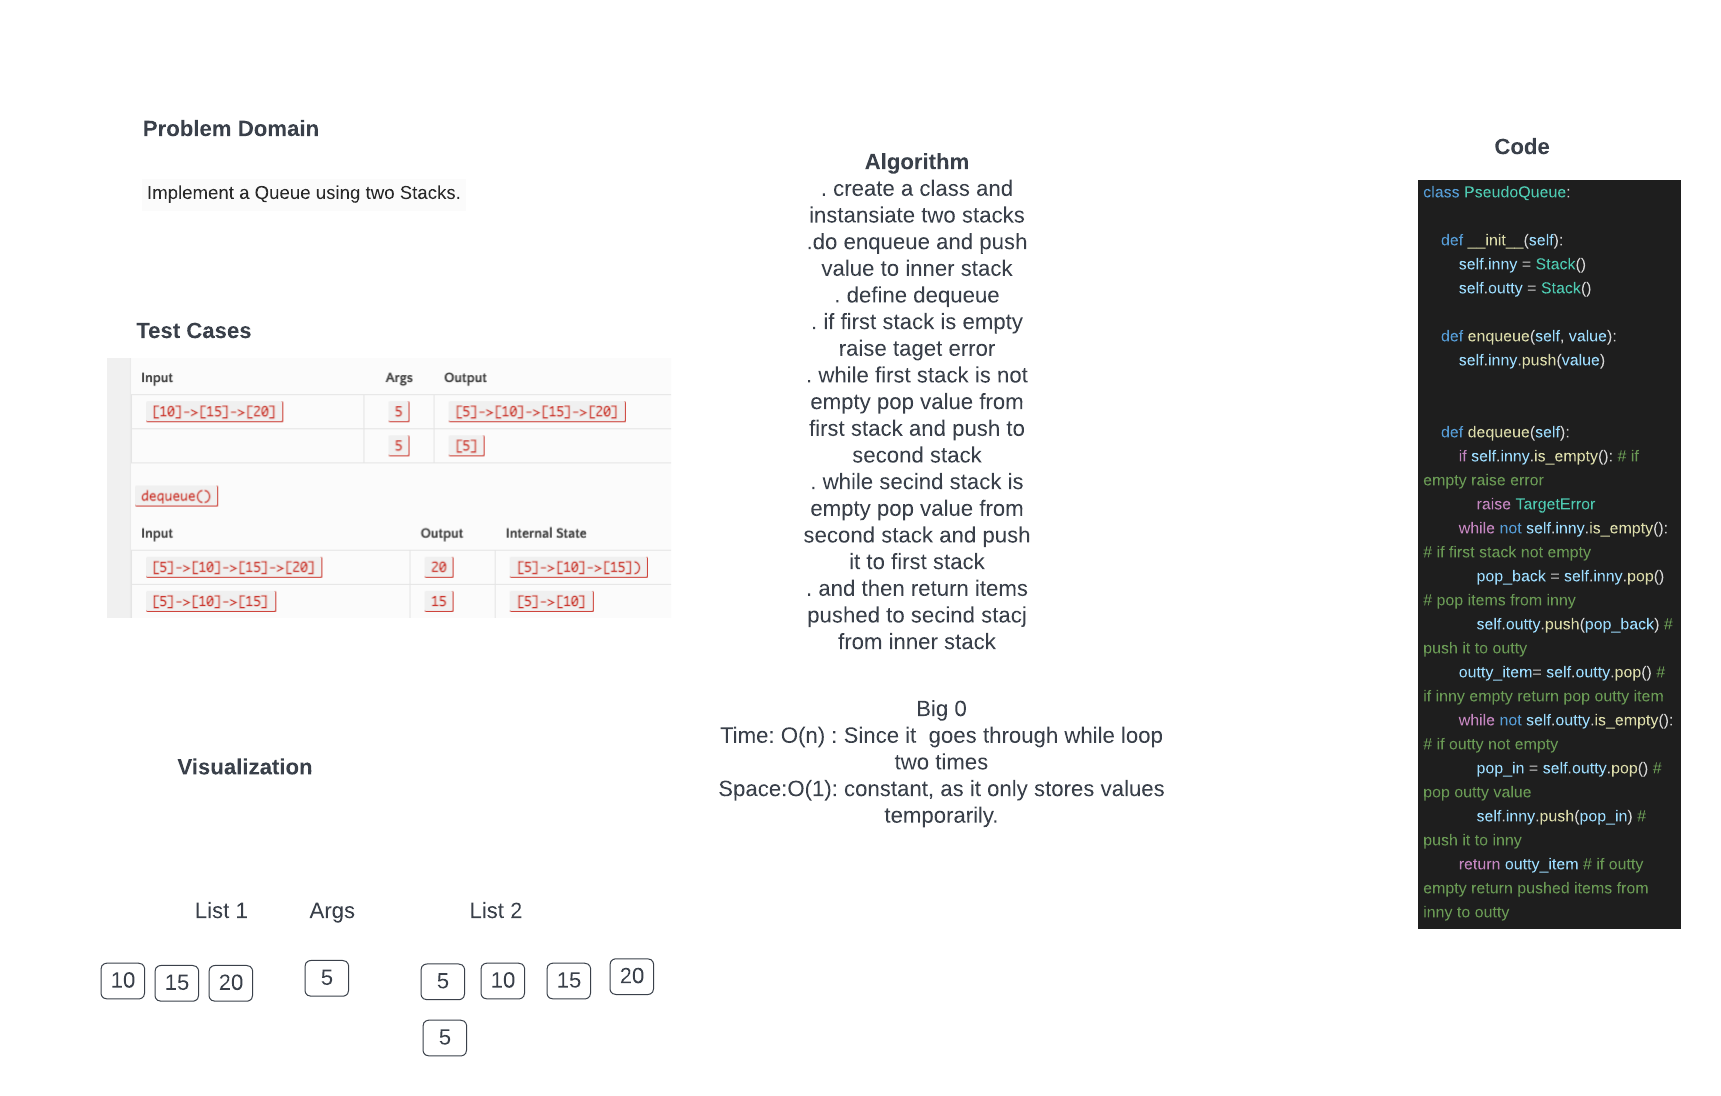 Problem Domain
Implement a Queue using two Stacks.
Test Cases
Input Args Output
[10]->[15]->[20] 5 [5]->[10]->[15]->[20]
5 [5]
dequeue()
Input Output Internal State
[5]->[10]->[15]->[20] 20 [5]->[10]->[15])
[5]->[10]->[15] 15 [5]->[10]
Visualization
List 1 Args List 2
10 15 20 5 5 10 15 20
5
Algorithm
. create a class and
instansiate two stacks
.do enqueue and push
value to inner stack
. define dequeue
. if first stack is empty
raise taget error
. while first stack is not
empty pop value from
first stack and push to
second stack
. while secind stack is
empty pop value from
second stack and push
it to first stack
. and then return items
pushed to secind stacj
from inner stack
Big 0
Time: O(n) : Since it  goes through while loop
two times
Space:O(1): constant, as it only stores values
temporarily.
Code
class PseudoQueue:
def __init__(self):
self.inny = Stack()
self.outty = Stack()
def enqueue(self, value):
self.inny.push(value)
def dequeue(self):
if self.inny.is_empty(): # if
empty raise error
raise TargetError
while not self.inny.is_empty():
# if first stack not empty
pop_back = self.inny.pop()
# pop items from inny
self.outty.push(pop_back) #
push it to outty
outty_item= self.outty.pop() #
if inny empty return pop outty item
while not self.outty.is_empty():
# if outty not empty
pop_in = self.outty.pop() #
pop outty value
self.inny.push(pop_in) #
push it to inny
return outty_item # if outty
empty return pushed items from
inny to outty